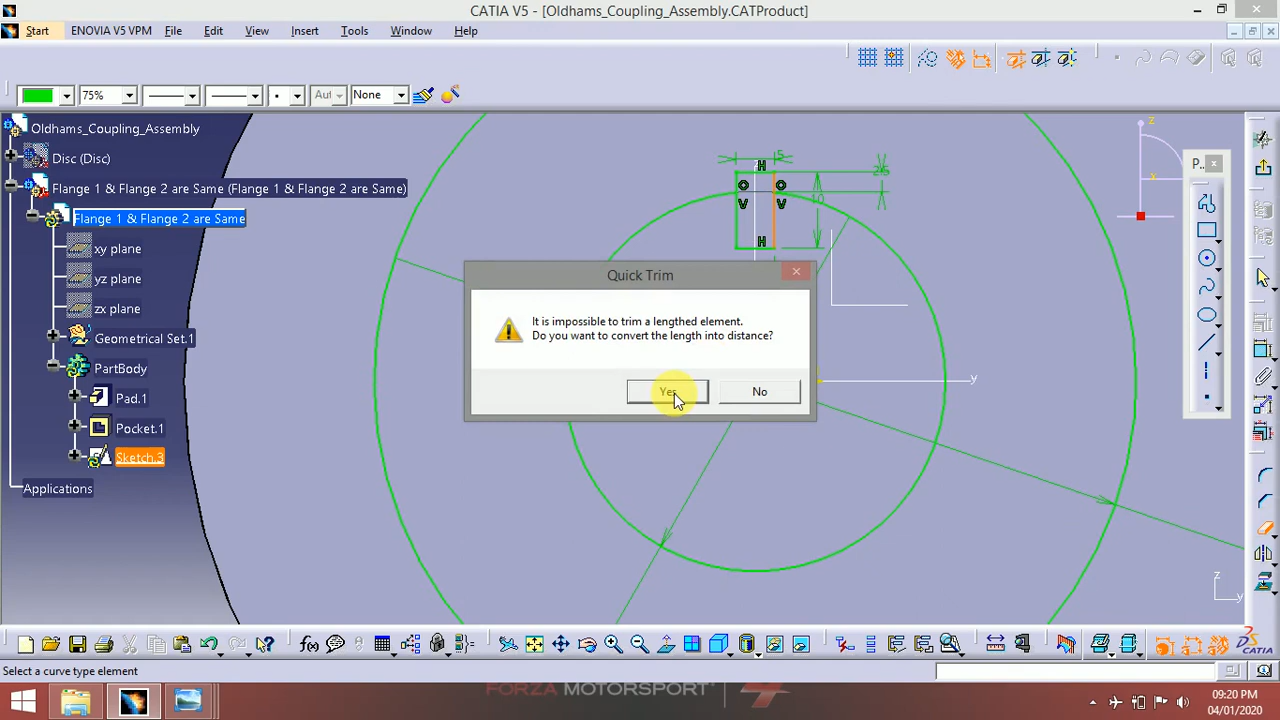 CATIA V5 - [Oldhams_Coupling_Assembly.CATProduct]
Start ENOVIA V5 VPM File Edit View Insert Tools Window Help
75% Aut None
Oldhams_Coupling_Assembly
Disc (Disc)
Flange 1 & Flange 2 are Same (Flange 1 & Flange 2 are Same)
Flange 1 & Flange 2 are Same
xy plane
yz plane
zx plane
Geometrical Set.1
PartBody
Pad.1
Pocket.1
Sketch.3
Applications
5
H
10
V V
H
z
y
P...
Quick Trim
It is impossible to trim a lengthed element.
Do you want to convert the length into distance?
Yes No
y
z
y
f(x)
CATIA
Select a curve type element
FORZA MOTORSPORT
09:20 PM
04/01/2020